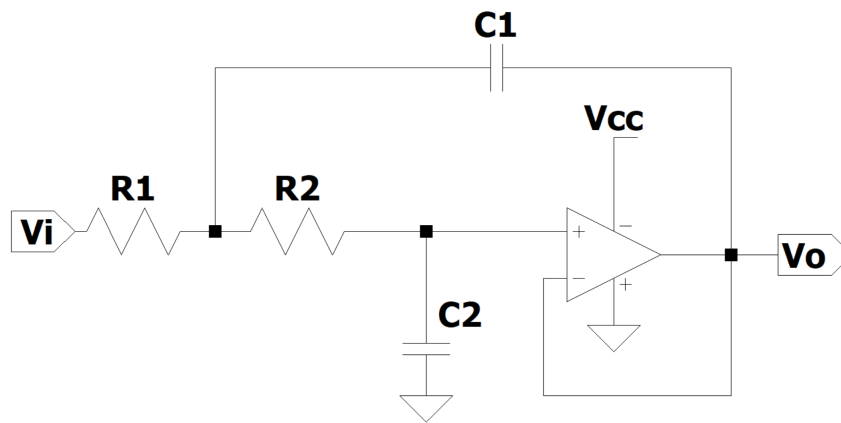 C1
Vcc
R1
R2
Vi
+
−
−
+
Vo
C2